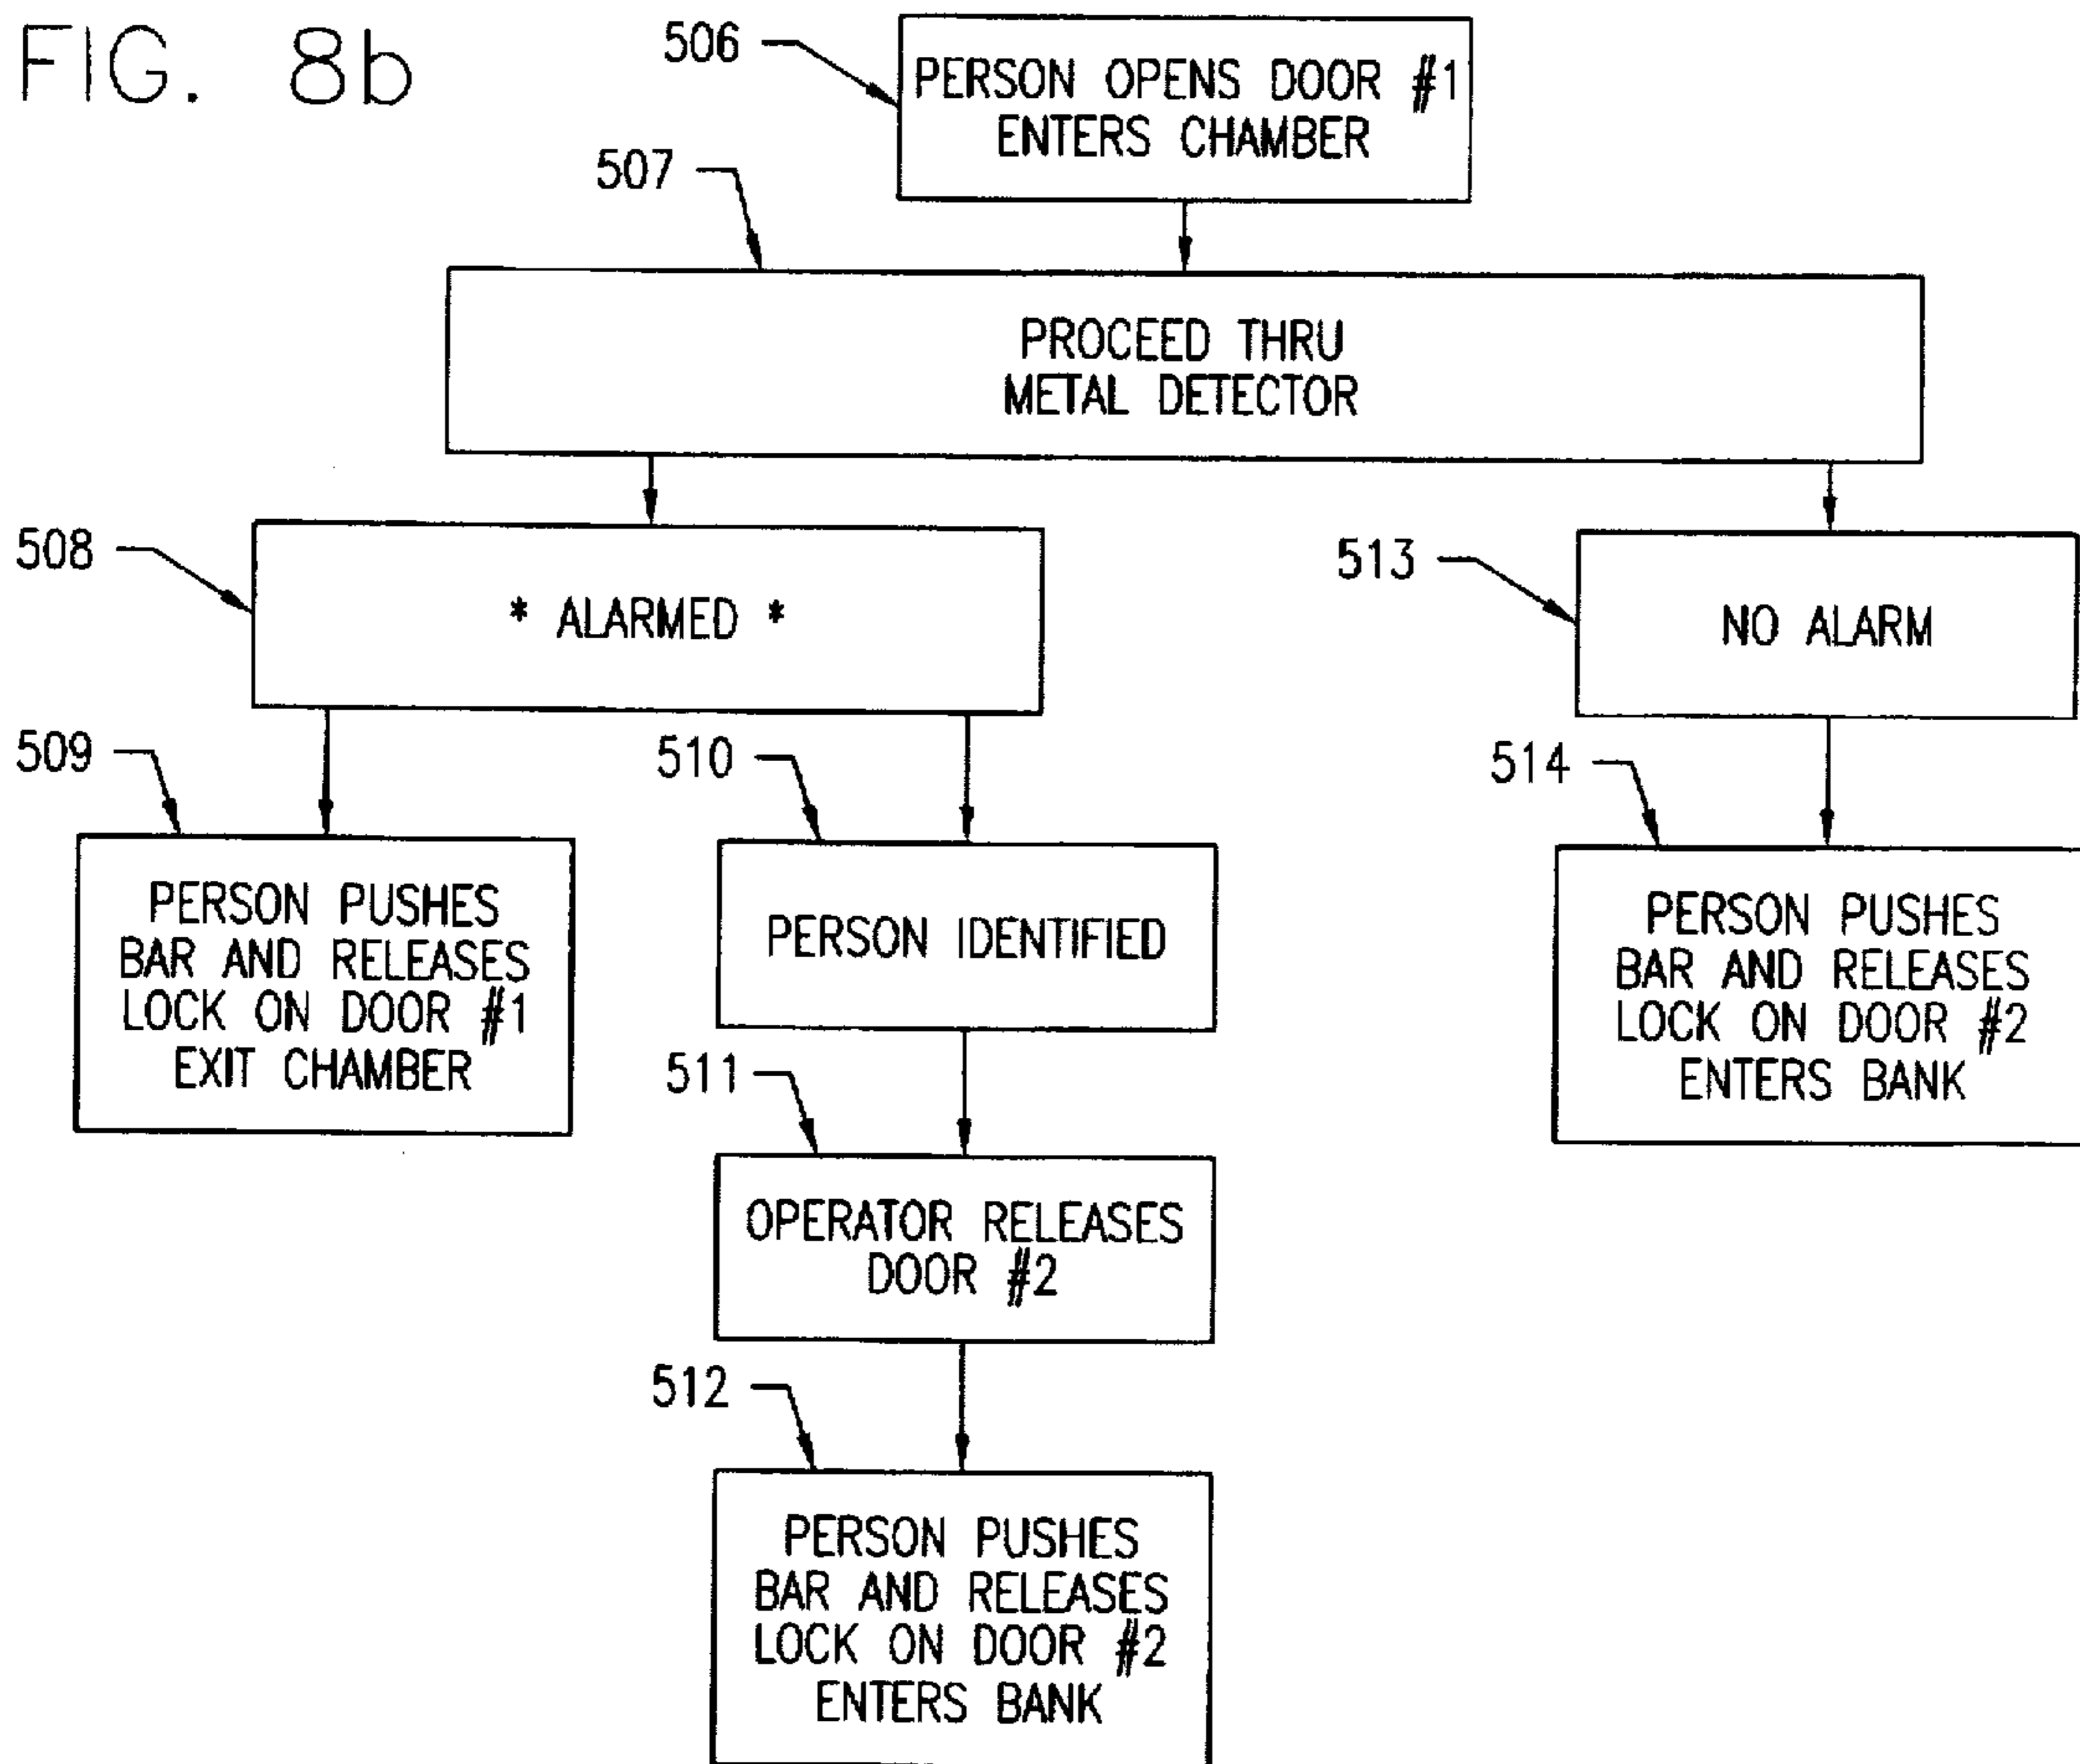 FIG. 8b
506
PERSON OPENS DOOR #1
ENTERS CHAMBER
507
PROCEED THRU
METAL DETECTOR
508
* ALARMED *
513
NO ALARM
509
PERSON PUSHES
BAR AND RELEASES
LOCK ON DOOR #1
EXIT CHAMBER
510
PERSON IDENTIFIED
514
PERSON PUSHES
BAR AND RELEASES
LOCK ON DOOR #2
ENTERS BANK
511
OPERATOR RELEASES
DOOR #2
512
PERSON PUSHES
BAR AND RELEASES
LOCK ON DOOR #2
ENTERS BANK